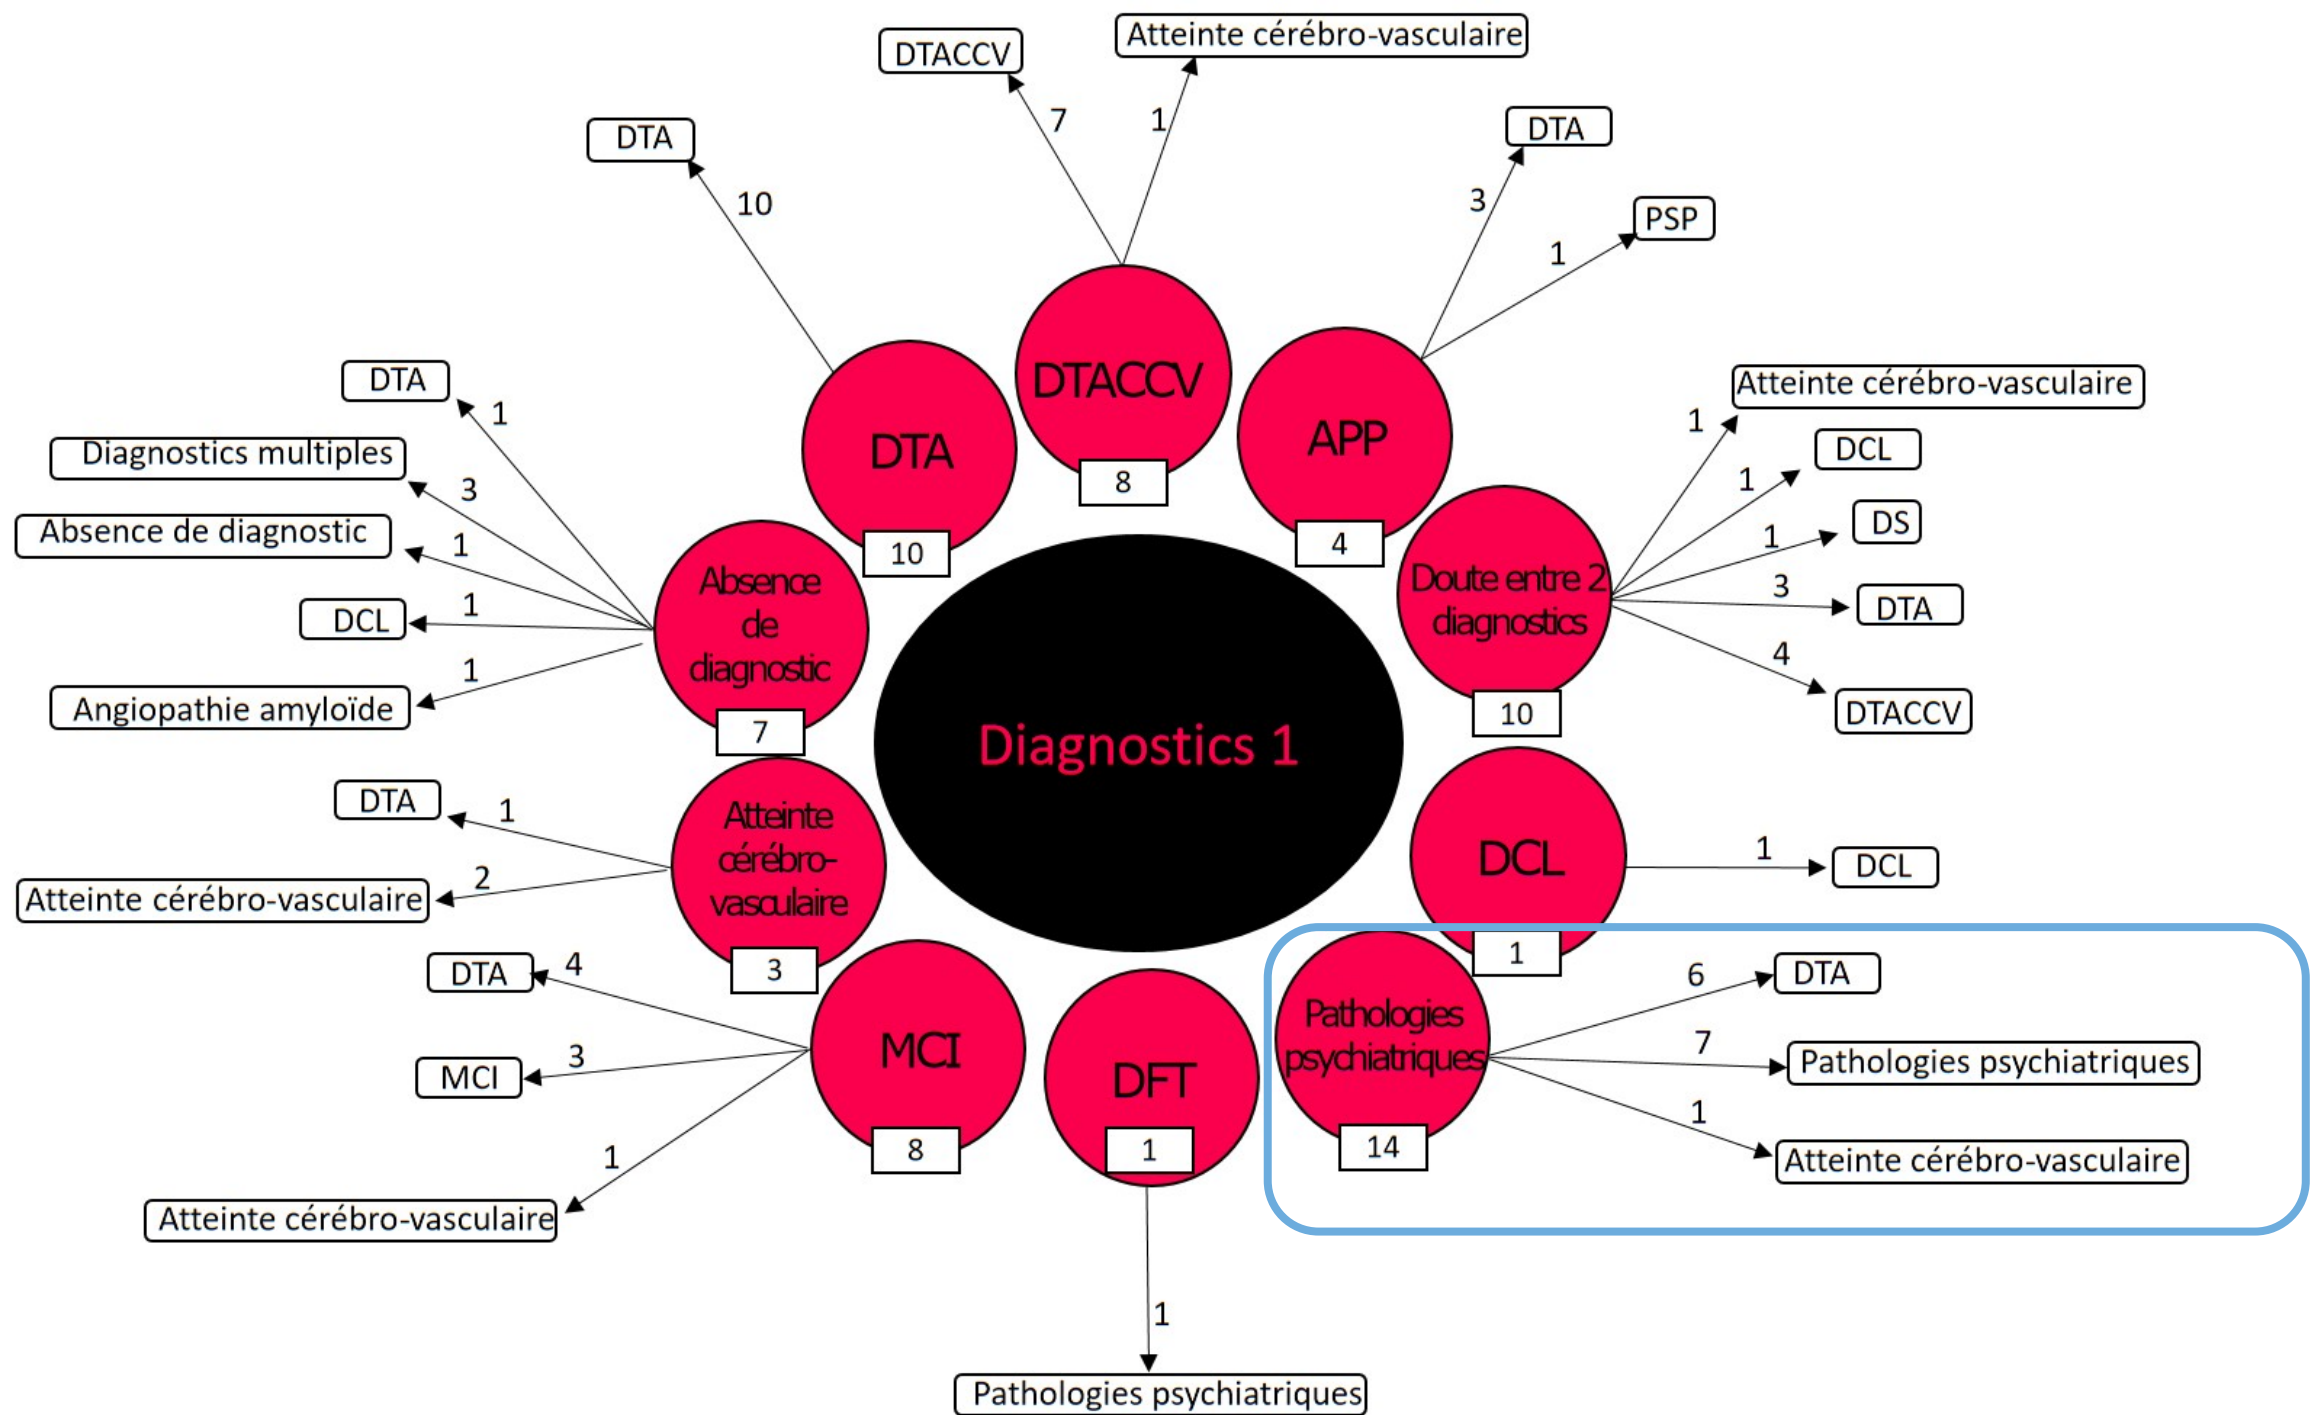 Atteinte cérébro-vasculaire
DTACCV
7
1
DTA
10
DTA
3
PSP
1
DTACCV
8
APP
4
DTA
10
DTA
1
Diagnostics multiples
3
Absence de diagnostic
1
DCL
1
Angiopathie amyloïde
1
Absence
de
diagnostic
7
Doute entre 2
diagnostics
10
Atteinte cérébro-vasculaire
1
DCL
1
DS
1
DTA
3
DTACCV
4
Diagnostics 1
DTA
1
Atteinte cérébro-vasculaire
2
Atteinte
cérébro-
vasculaire
3
DCL
1
1
DCL
DTA
4
MCI
3
Atteinte cérébro-vasculaire
1
MCI
8
DFT
1
1
Pathologies psychiatriques
Pathologies
psychiatriques
14
6
DTA
7
Pathologies psychiatriques
1
Atteinte cérébro-vasculaire